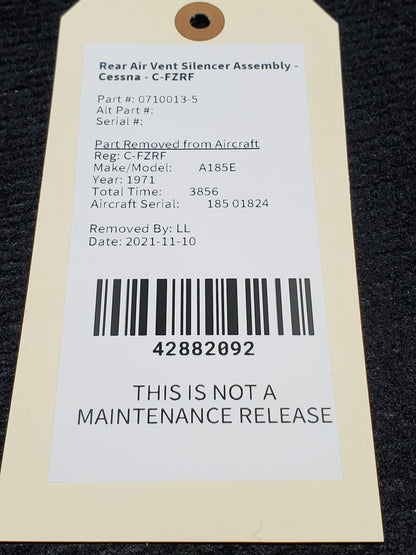 Rear Air Vent Silencer Assembly -
Cessna - C-FZRF
Part #: 0710013-5
Alt Part #:
Serial #:
Part Removed from Aircraft
Reg: C-FZRF
Make/Model: A185E
Year: 1971
Total Time: 3856
Aircraft Serial: 185 01824
Removed By: LL
Date: 2021-11-10
42882092
THIS IS NOT A
MAINTENANCE RELEASE